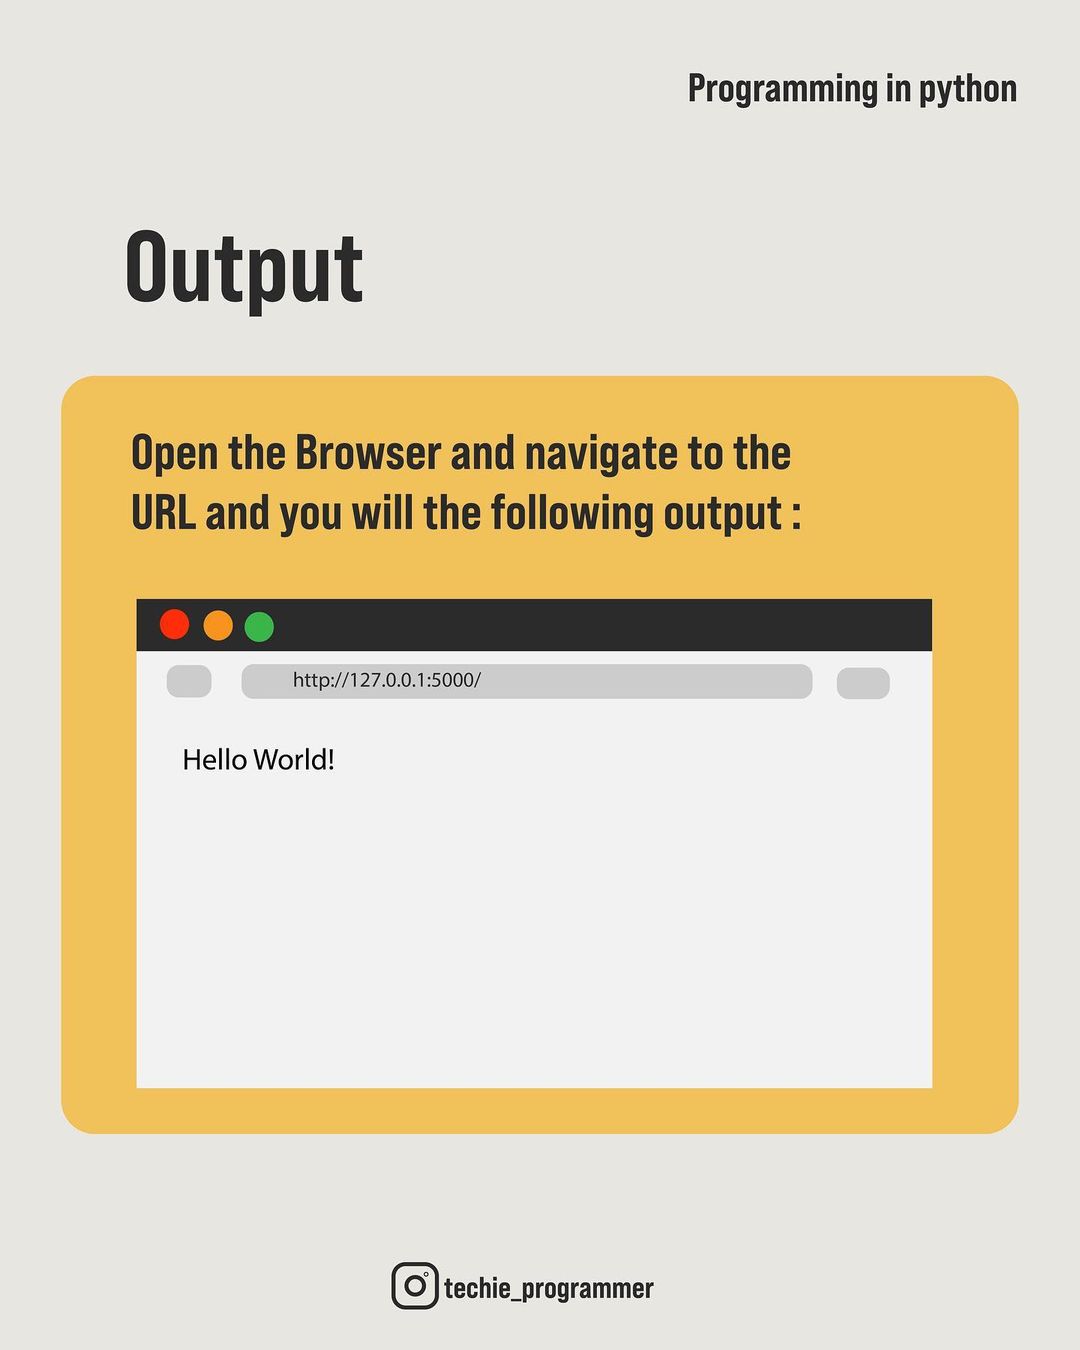 Programming in python
Output
Open the Browser and navigate to the
URL and you will the following output :
http://127.0.0.1:5000/
Hello World!
techie_programmer